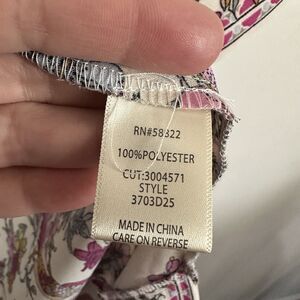 RN#58322
100%POLYESTER
CUT:3004571
STYLE
3703D25
MADE IN CHINA
CARE ON REVERSE